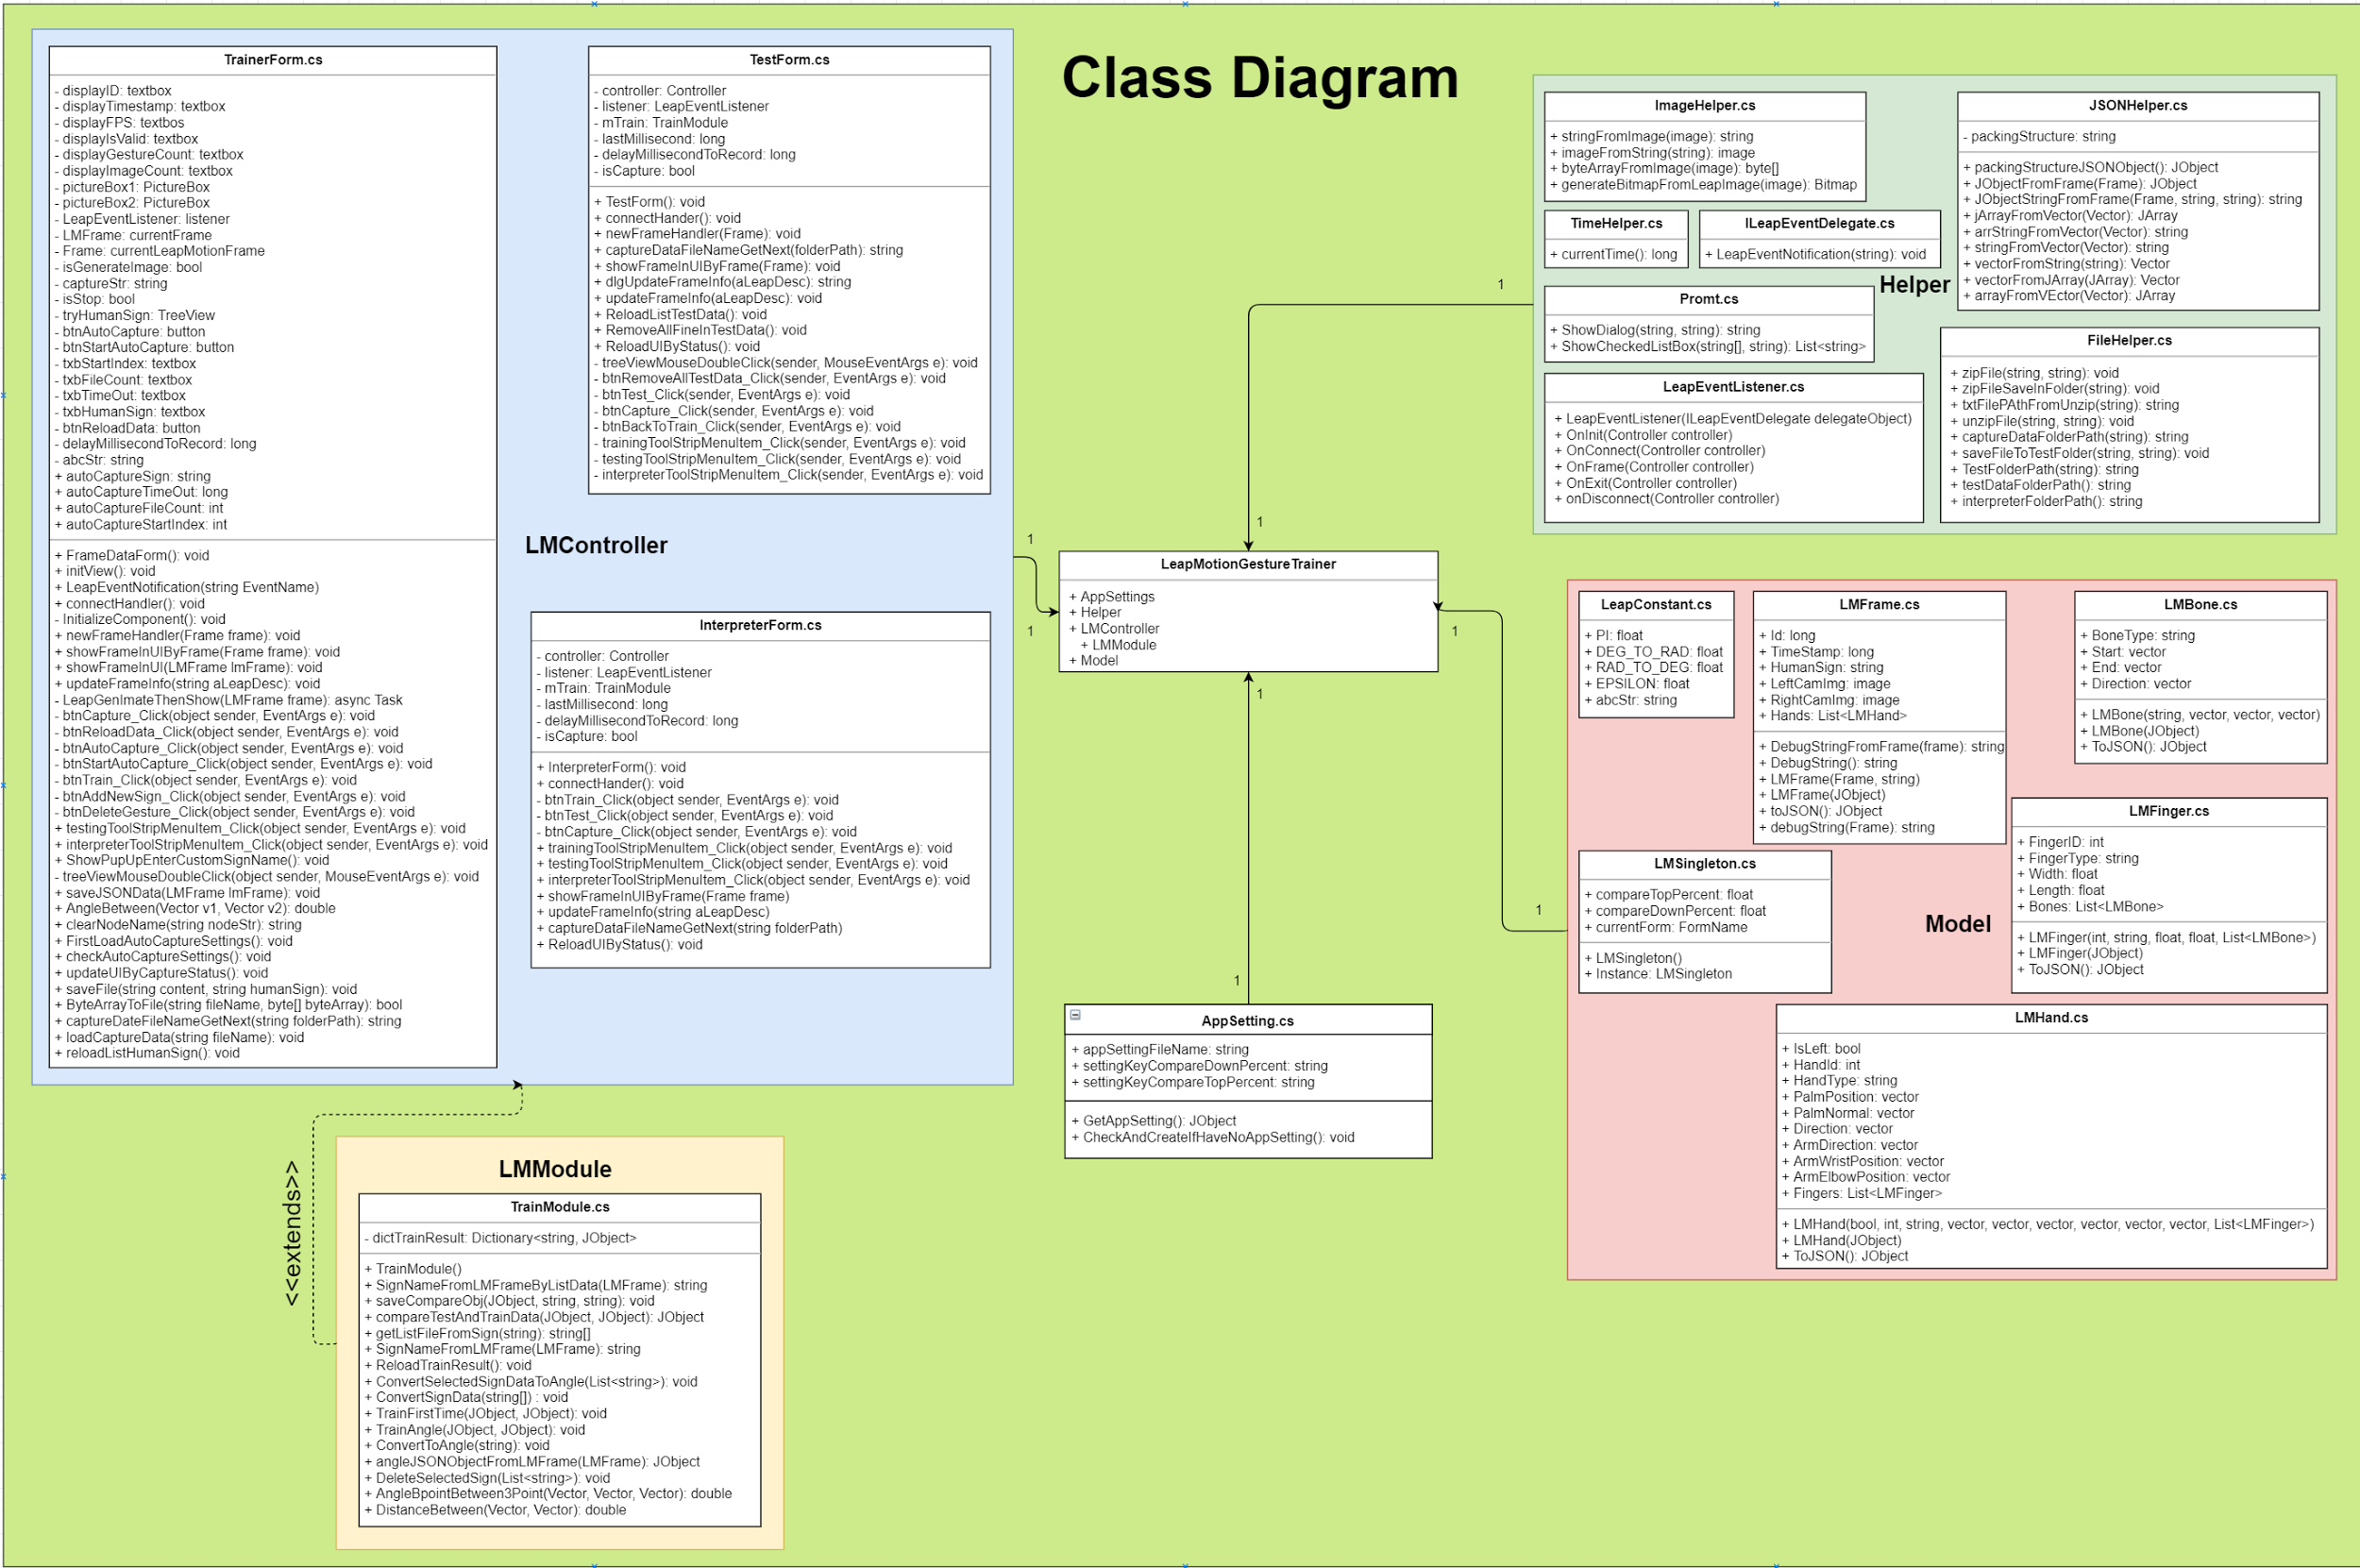 Class Diagram
TrainerForm.cs
- displayID: textbox
- displayTimestamp: textbox
- displayFPS: textbos
- displayIsValid: textbox
- displayGestureCount: textbox
- displayImageCount: textbox
- pictureBox1: PictureBox
- pictureBox2: PictureBox
- LeapEventListener: listener
- LMFrame: currentFrame
- Frame: currentLeapMotionFrame
- isGenerateImage: bool
- captureStr: string
- isStop: bool
- tryHumanSign: TreeView
- btnAutoCapture: button
- btnStartAutoCapture: button
- txbStartIndex: textbox
- txbFileCount: textbox
- txbTimeOut: textbox
- txbHumanSign: textbox
- btnReloadData: button
- delayMillisecondToRecord: long
- abcStr: string
+ autoCaptureSign: string
+ autoCaptureTimeOut: long
+ autoCaptureFileCount: int
+ autoCaptureStartIndex: int
+ FrameDataForm(): void
+ initView(): void
+ LeapEventNotification(string EventName)
+ connectHandler(): void
- InitializeComponent(): void
+ newFrameHandler(Frame frame): void
+ showFrameInUIByFrame(Frame frame): void
+ showFrameInUI(LMFrame lmFrame): void
+ updateFrameInfo(string aLeapDesc): void
- LeapGenImateThenShow(LMFrame frame): async Task
- btnCapture_Click(object sender, EventArgs e): void
- btnReloadData_Click(object sender, EventArgs e): void
- btnAutoCapture_Click(object sender, EventArgs e): void
- btnStartAutoCapture_Click(object sender, EventArgs e): void
- btnTrain_Click(object sender, EventArgs e): void
- btnAddNewSign_Click(object sender, EventArgs e): void
- btnDeleteGesture_Click(object sender, EventArgs e): void
+ testingToolStripMenuItem_Click(object sender, EventArgs e): void
+ interpreterToolStripMenuItem_Click(object sender, EventArgs e): void
+ ShowPupUpEnterCustomSignName(): void
- treeViewMouseDoubleClick(object sender, MouseEventArgs e): void
+ saveJSONData(LMFrame lmFrame): void
+ AngleBetween(Vector v1, Vector v2): double
+ clearNodeName(string nodeStr): string
+ FirstLoadAutoCaptureSettings(): void
+ checkAutoCaptureSettings(): void
+ updateUIByCaptureStatus(): void
+ saveFile(string content, string humanSign): void
+ ByteArrayToFile(string fileName, byte[] byteArray): bool
+ captureDateFileNameGetNext(string folderPath): string
+ loadCaptureData(string fileName): void
+ reloadListHumanSign(): void
TestForm.cs
- controller: Controller
- listener: LeapEventListener
- mTrain: TrainModule
- lastMillisecond: long
- delayMillisecondToRecord: long
- isCapture: bool
+ TestForm(): void
+ connectHander(): void
+ newFrameHandler(Frame): void
+ captureDataFileNameGetNext(folderPath): string
+ showFrameInUIByFrame(Frame): void
+ dlgUpdateFrameInfo(aLeapDesc): string
+ updateFrameInfo(aLeapDesc): void
+ ReloadListTestData(): void
+ RemoveAllFineInTestData(): void
+ ReloadUIByStatus(): void
- treeViewMouseDoubleClick(sender, MouseEventArgs e): void
- btnRemoveAllTestData_Click(sender, EventArgs e): void
- btnTest_Click(sender, EventArgs e): void
- btnCapture_Click(sender, EventArgs e): void
- btnBackToTrain_Click(sender, EventArgs e): void
- trainingToolStripMenuItem_Click(sender, EventArgs e): void
- testingToolStripMenuItem_Click(sender, EventArgs e): void
- interpreterToolStripMenuItem_Click(sender, EventArgs e): void
LMController
InterpreterForm.cs
- controller: Controller
- listener: LeapEventListener
- mTrain: TrainModule
- lastMillisecond: long
- delayMillisecondToRecord: long
- isCapture: bool
+ InterpreterForm(): void
+ connectHander(): void
- btnTrain_Click(object sender, EventArgs e): void
- btnTest_Click(object sender, EventArgs e): void
- btnCapture_Click(object sender, EventArgs e): void
+ trainingToolStripMenuItem_Click(object sender, EventArgs e): void
+ testingToolStripMenuItem_Click(object sender, EventArgs e): void
+ interpreterToolStripMenuItem_Click(object sender, EventArgs e): void
+ showFrameInUIByFrame(Frame frame)
+ updateFrameInfo(string aLeapDesc)
+ captureDataFileNameGetNext(string folderPath)
+ ReloadUIByStatus(): void
<<extends>>
LMModule
TrainModule.cs
- dictTrainResult: Dictionary<string, JObject>
+ TrainModule()
+ SignNameFromLMFrameByListData(LMFrame): string
+ saveCompareObj(JObject, string, string): void
+ compareTestAndTrainData(JObject, JObject): JObject
+ getListFileFromSign(string): string[]
+ SignNameFromLMFrame(LMFrame): string
+ ReloadTrainResult(): void
+ ConvertSelectedSignDataToAngle(List<string>): void
+ ConvertSignData(string[]) : void
+ TrainFirstTime(JObject, JObject): void
+ TrainAngle(JObject, JObject): void
+ ConvertToAngle(string): void
+ angleJSONObjectFromLMFrame(LMFrame): JObject
+ DeleteSelectedSign(List<string>): void
+ AngleBpointBetween3Point(Vector, Vector, Vector): double
+ DistanceBetween(Vector, Vector): double
1
1
1
1
LeapMotionGestureTrainer
+ AppSettings
+ Helper
+ LMController
+ LMModule
+ Model
1
1
1
1
AppSetting.cs
+ appSettingFileName: string
+ settingKeyCompareDownPercent: string
+ settingKeyCompareTopPercent: string
+ GetAppSetting(): JObject
+ CheckAndCreateIfHaveNoAppSetting(): void
ImageHelper.cs
+ stringFromImage(image): string
+ imageFromString(string): image
+ byteArrayFromImage(image): byte[]
+ generateBitmapFromLeapImage(image): Bitmap
TimeHelper.cs
+ currentTime(): long
ILeapEventDelegate.cs
+ LeapEventNotification(string): void
Helper
Promt.cs
+ ShowDialog(string, string): string
+ ShowCheckedListBox(string[], string): List<string>
LeapEventListener.cs
+ LeapEventListener(ILeapEventDelegate delegateObject)
+ OnInit(Controller controller)
+ OnConnect(Controller controller)
+ OnFrame(Controller controller)
+ OnExit(Controller controller)
+ onDisconnect(Controller controller)
JSONHelper.cs
- packingStructure: string
+ packingStructureJSONObject(): JObject
+ JObjectFromFrame(Frame): JObject
+ JObjectStringFromFrame(Frame, string, string): string
+ jArrayFromVector(Vector): JArray
+ arrStringFromVector(Vector): string
+ stringFromVector(Vector): string
+ vectorFromString(string): Vector
+ vectorFromJArray(JArray): Vector
+ arrayFromVEctor(Vector): JArray
FileHelper.cs
+ zipFile(string, string): void
+ zipFileSaveInFolder(string): void
+ txtFilePAthFromUnzip(string): string
+ unzipFile(string, string): void
+ captureDataFolderPath(string): string
+ saveFileToTestFolder(string, string): void
+ TestFolderPath(string): string
+ testDataFolderPath(): string
+ interpreterFolderPath(): string
LeapConstant.cs
+ PI: float
+ DEG_TO_RAD: float
+ RAD_TO_DEG: float
+ EPSILON: float
+ abcStr: string
LMFrame.cs
+ Id: long
+ TimeStamp: long
+ HumanSign: string
+ LeftCamImg: image
+ RightCamImg: image
+ Hands: List<LMHand>
+ DebugStringFromFrame(frame): string
+ DebugString(): string
+ LMFrame(Frame, string)
+ LMFrame(JObject)
+ toJSON(): JObject
+ debugString(Frame): string
LMBone.cs
+ BoneType: string
+ Start: vector
+ End: vector
+ Direction: vector
+ LMBone(string, vector, vector, vector)
+ LMBone(JObject)
+ ToJSON(): JObject
LMSingleton.cs
+ compareTopPercent: float
+ compareDownPercent: float
+ currentForm: FormName
+ LMSingleton()
+ Instance: LMSingleton
Model
LMFinger.cs
+ FingerID: int
+ FingerType: string
+ Width: float
+ Length: float
+ Bones: List<LMBone>
+ LMFinger(int, string, float, float, List<LMBone>)
+ LMFinger(JObject)
+ ToJSON(): JObject
LMHand.cs
+ IsLeft: bool
+ HandId: int
+ HandType: string
+ PalmPosition: vector
+ PalmNormal: vector
+ Direction: vector
+ ArmDirection: vector
+ ArmWristPosition: vector
+ ArmElbowPosition: vector
+ Fingers: List<LMFinger>
+ LMHand(bool, int, string, vector, vector, vector, vector, vector, vector, List<LMFinger>)
+ LMHand(JObject)
+ ToJSON(): JObject